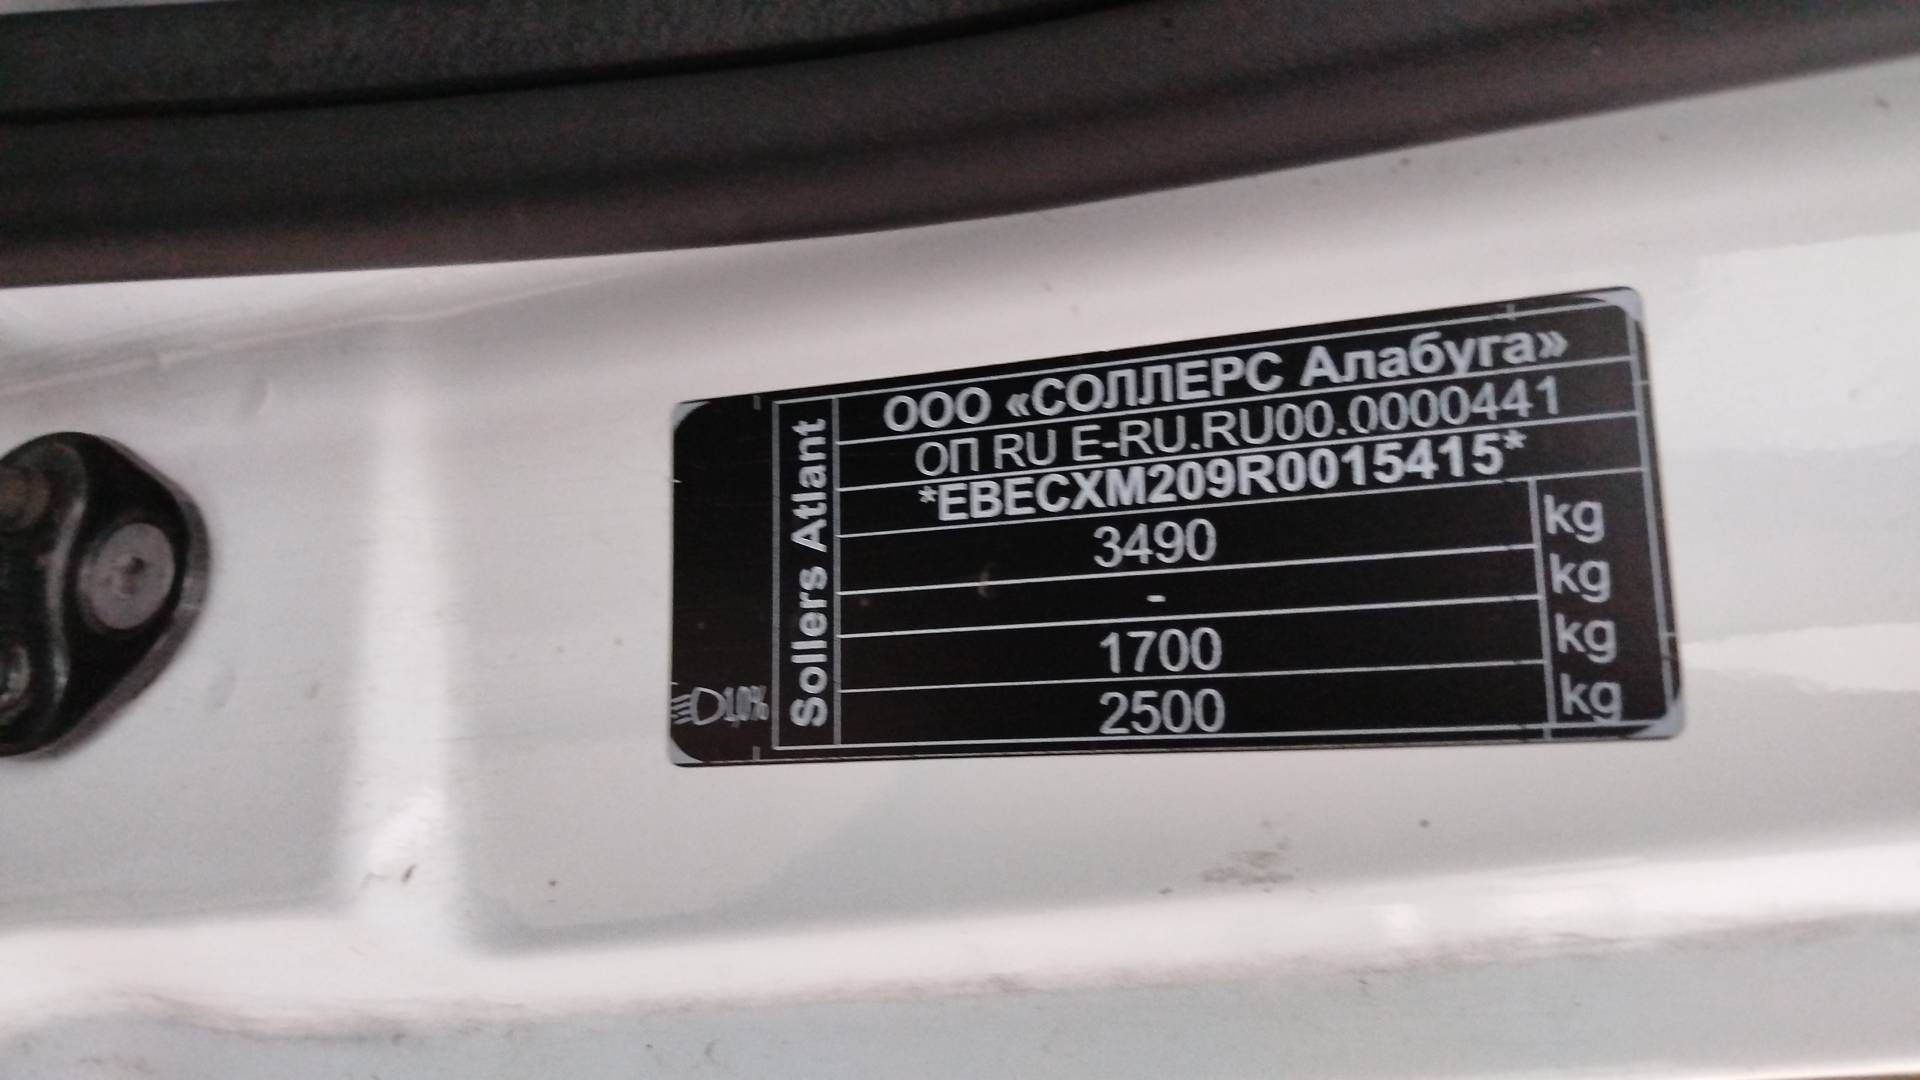 ООО «СОЛЛЕРС Алабуга»
ОП RU E-RU.RU00.0000441
*EBECXM209R0015415*
3490 kg
- kg
1700 kg
2500 kg
Sollers Atlant
1,0%